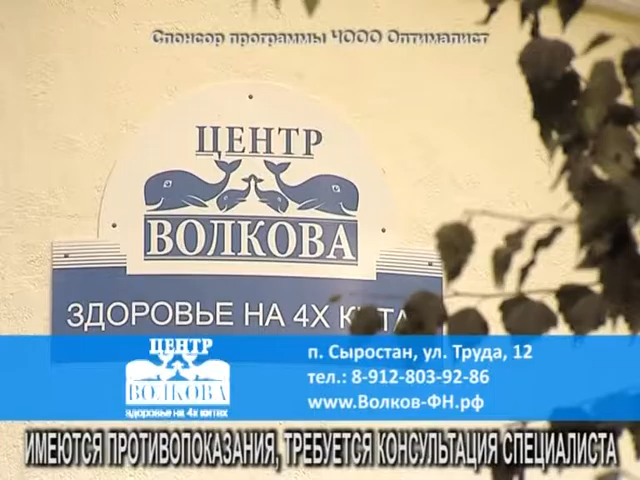 Спонсор программы ЧООО Оптималист
ЦЕНТР
ВОЛКОВА
ЗДОРОВЬЕ НА 4Х КИТА
ЦЕНТР
ВОЛКОВА
здоровье на 4х китах
п. Сыростан, ул. Труда, 12
тел.: 8-912-803-92-86
www.Волков-ФН.рф
ИМЕЮТСЯ ПРОТИВОПОКАЗАНИЯ, ТРЕБУЕТСЯ КОНСУЛЬТАЦИЯ СПЕЦИАЛИСТА